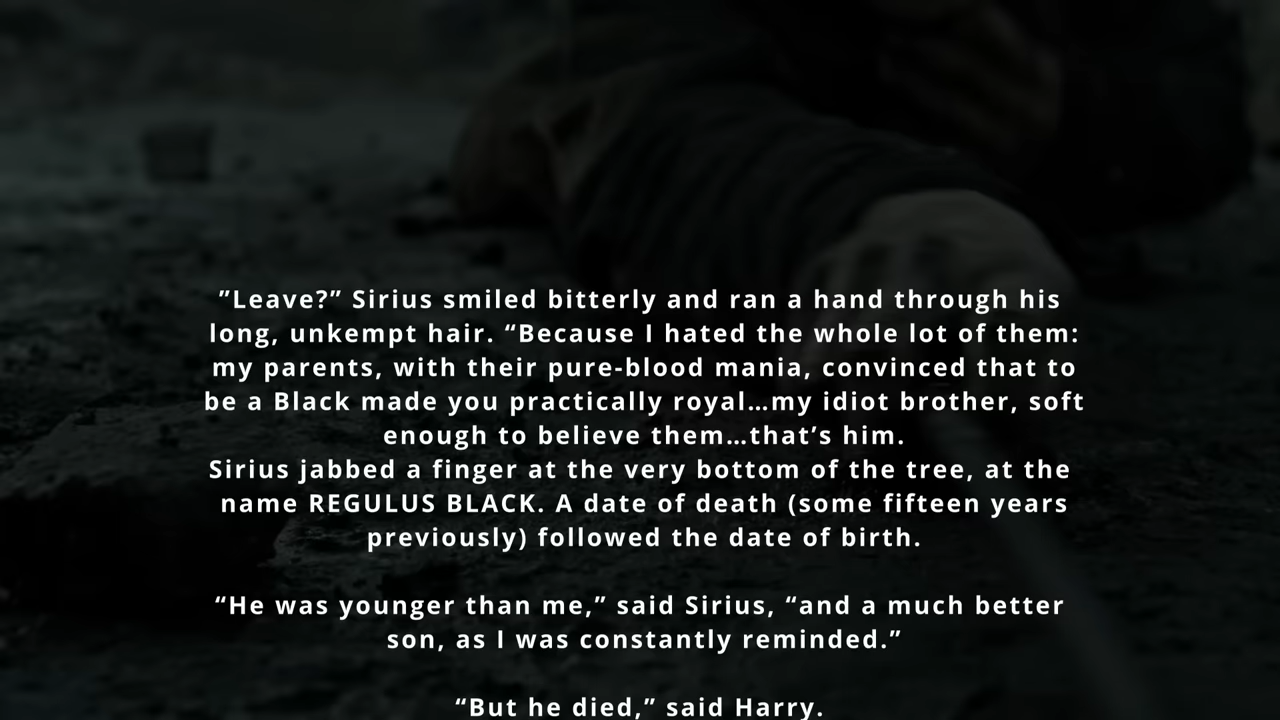 ”Leave?” Sirius smiled bitterly and ran a hand through his
long, unkempt hair. “Because I hated the whole lot of them:
my parents, with their pure-blood mania, convinced that to
be a Black made you practically royal…my idiot brother, soft
enough to believe them…that’s him.
Sirius jabbed a finger at the very bottom of the tree, at the
name REGULUS BLACK. A date of death (some fifteen years
previously) followed the date of birth.
“He was younger than me,” said Sirius, “and a much better
son, as I was constantly reminded.”
“But he died,” said Harry.